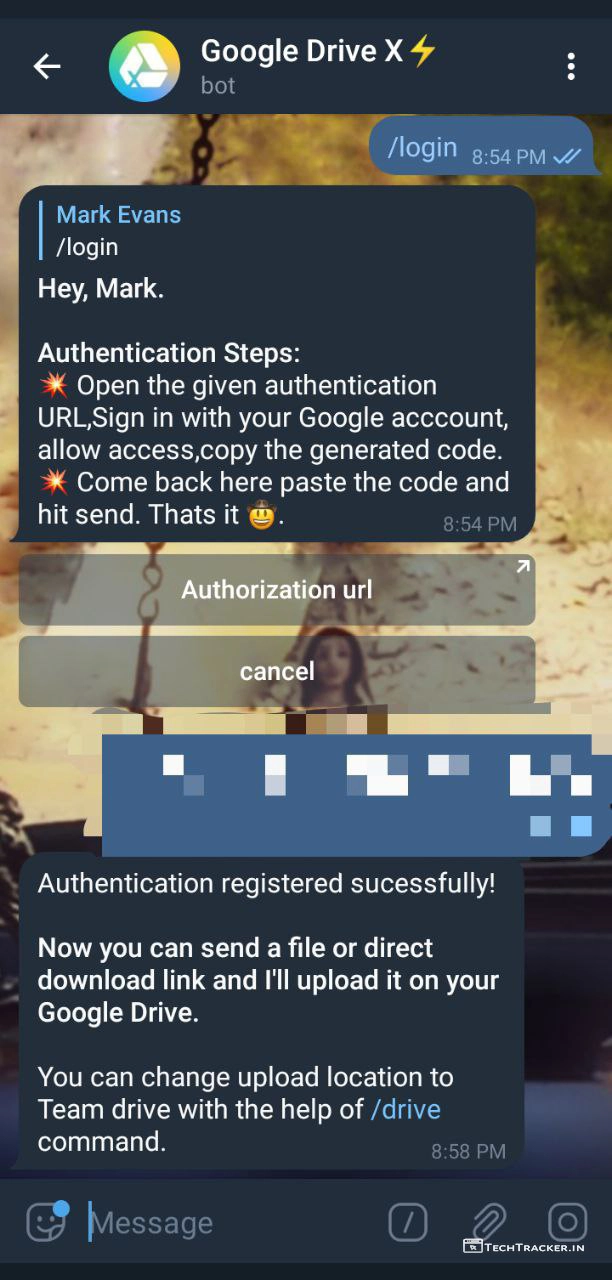 Google Drive X⚡
bot
/login 8:54 PM
Mark Evans
/login
Hey, Mark.
Authentication Steps:
💥 Open the given authentication
URL,Sign in with your Google acccount,
allow access,copy the generated code.
💥 Come back here paste the code and
hit send. Thats it 🤠.
8:54 PM
Authorization url
cancel
Authentication registered sucessfully!
Now you can send a file or direct
download link and I'll upload it on your
Google Drive.
You can change upload location to
Team drive with the help of /drive
command.
8:58 PM
Message
TECHTRACKER.IN